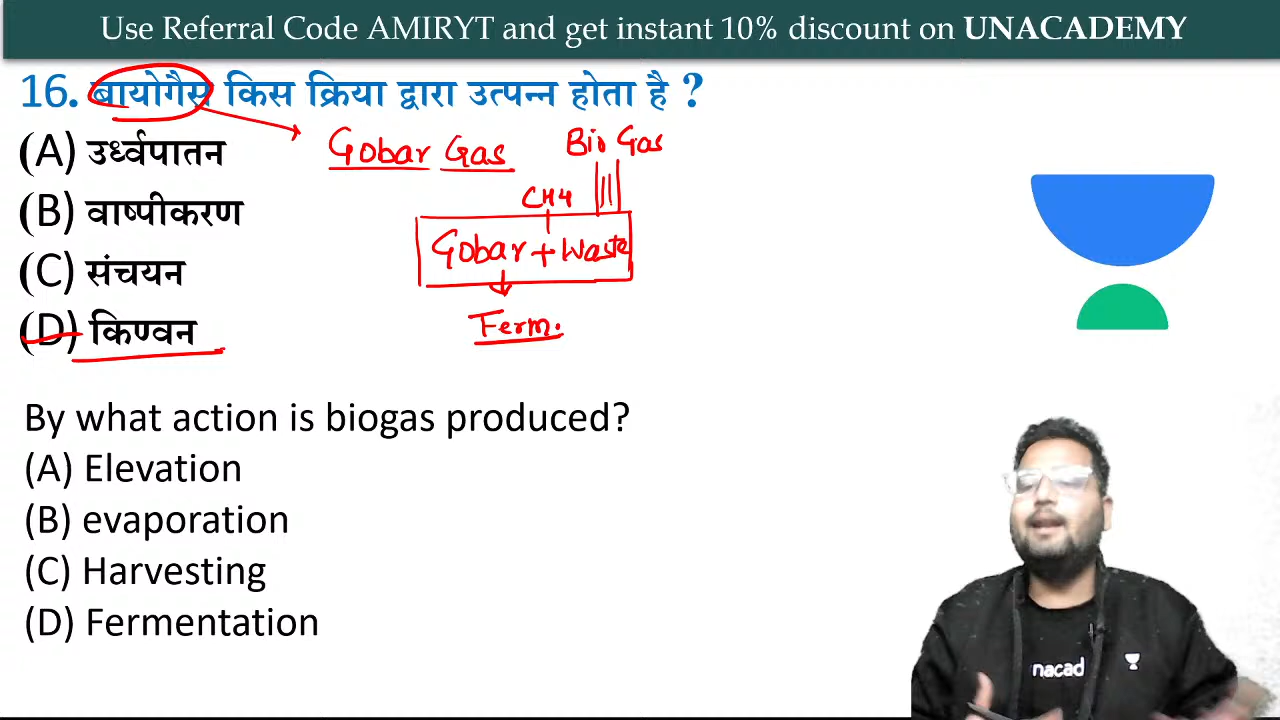 Use Referral Code AMIRYT and get instant 10% discount on UNACADEMY
16. बायोगैस किस क्रिया द्वारा उत्पन्न होता है ?
(A) उर्ध्वपातन
Gobar Gas
Bio Gas
(B) वाष्पीकरण
CH4
Gobar + Waste
(C) संचयन
(D) किण्वन
Ferm.
By what action is biogas produced?
(A) Elevation
(B) evaporation
(C) Harvesting
(D) Fermentation
nacad